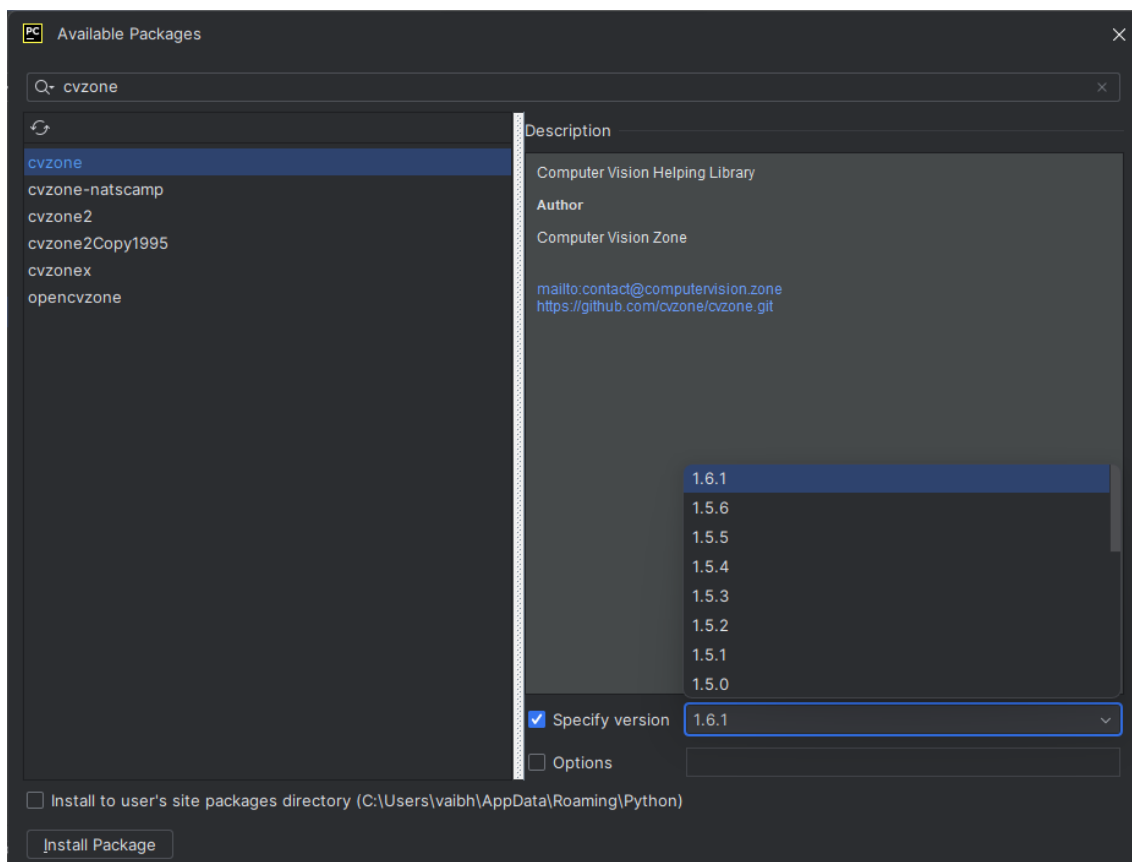 PC Available Packages
cvzone
Description
cvzone
cvzone-natscamp
cvzone2
cvzone2Copy1995
cvzonex
opencvzone
Computer Vision Helping Library
Author
Computer Vision Zone
mailto:contact@computervision.zone
https://github.com/cvzone/cvzone.git
1.6.1
1.5.6
1.5.5
1.5.4
1.5.3
1.5.2
1.5.1
1.5.0
Specify version 1.6.1
Options
Install to user's site packages directory (C:\Users\vaibh\AppData\Roaming\Python)
Install Package